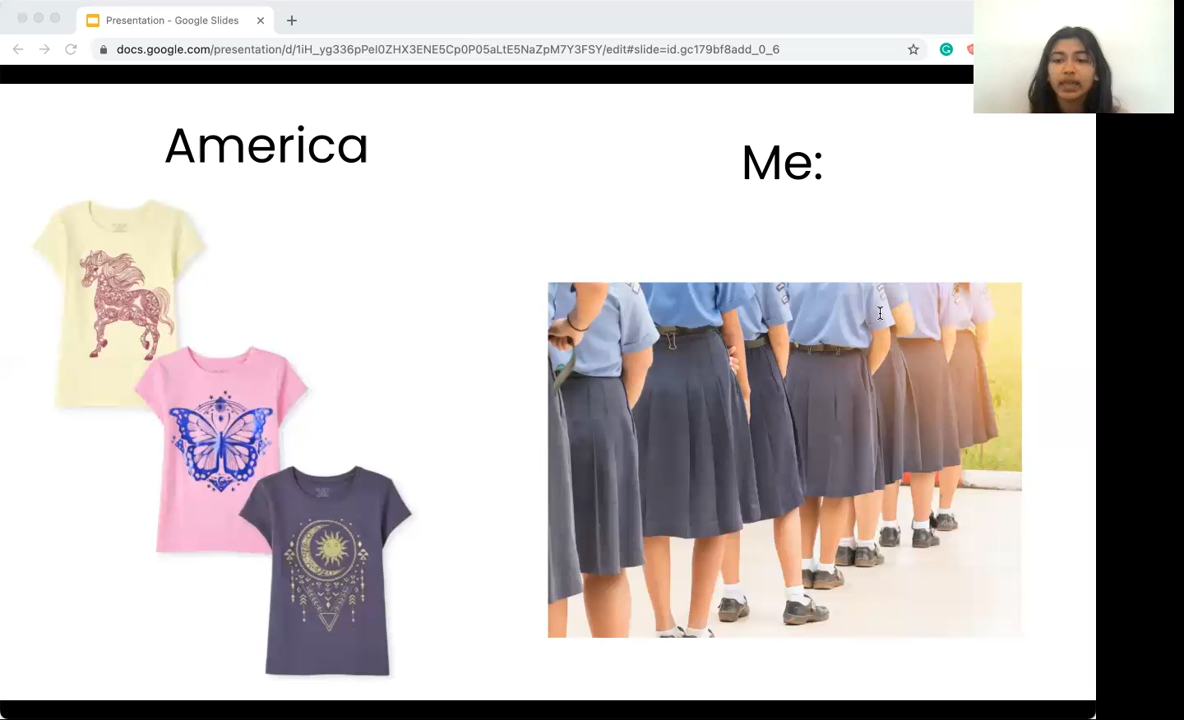 Presentation - Google Slides
docs.google.com/presentation/d/1iH_yg336pPeI0ZHX3ENE5Cp0P05aLtE5NaZpM7Y3FSY/edit#slide=id.gc179bf8add_0_6
America
Me: